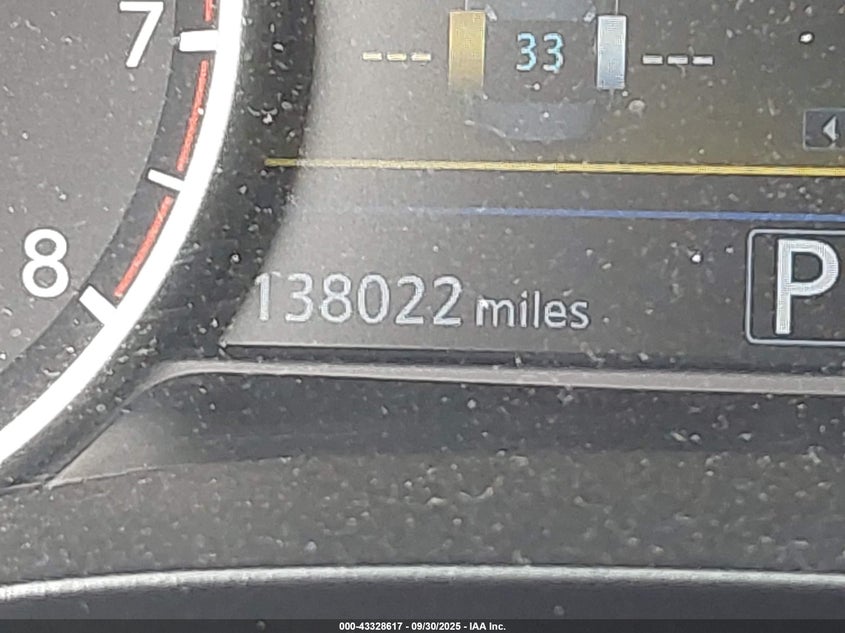 7
--- 33 ---
8
138022 miles
P
000-43328617 - 09/30/2025 - IAA Inc.